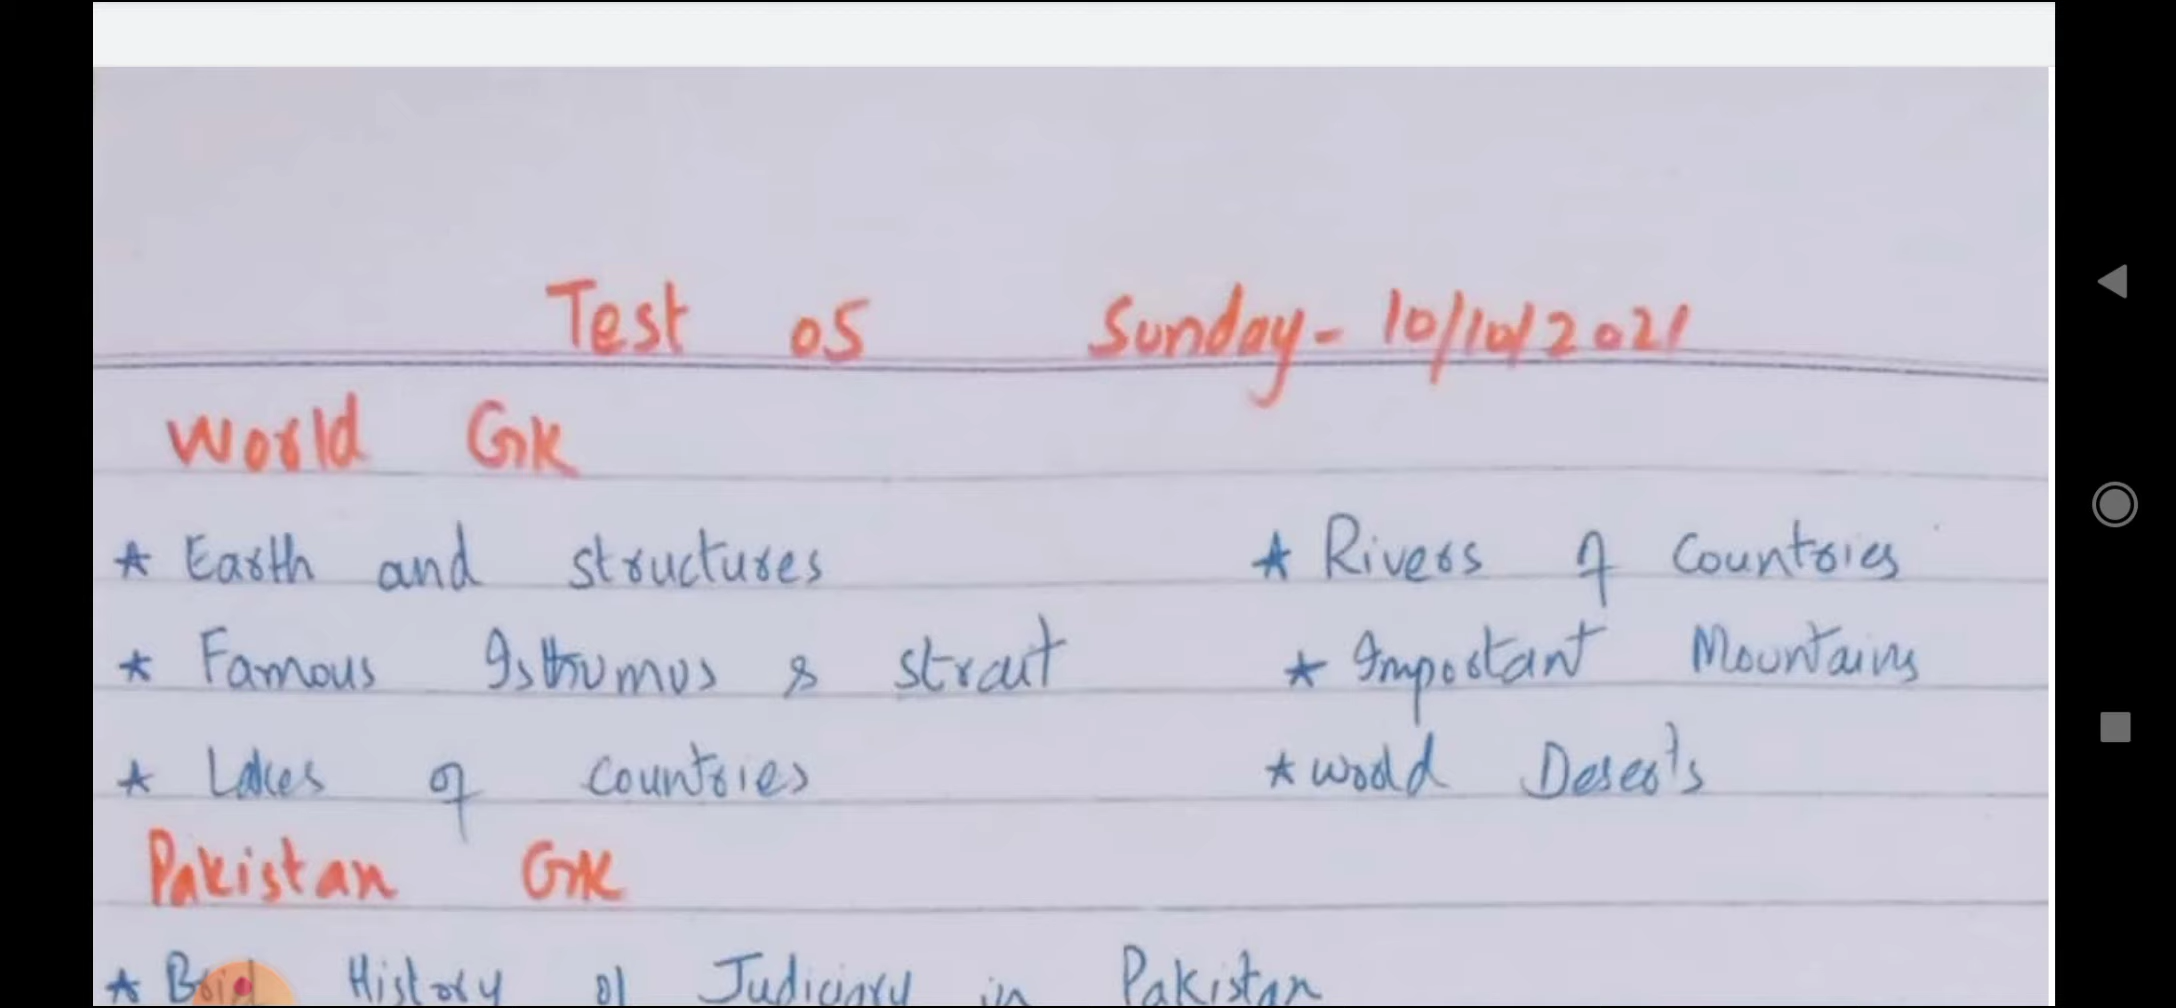 Test 05 Sunday - 10/10/2021
World GK
* Earth and structures * Rivers of Countries
* Famous Isthumus & strait * Important Mountains
* Lakes of countries * world Deserts
Pakistan GK
* History of Judiciary in Pakistan